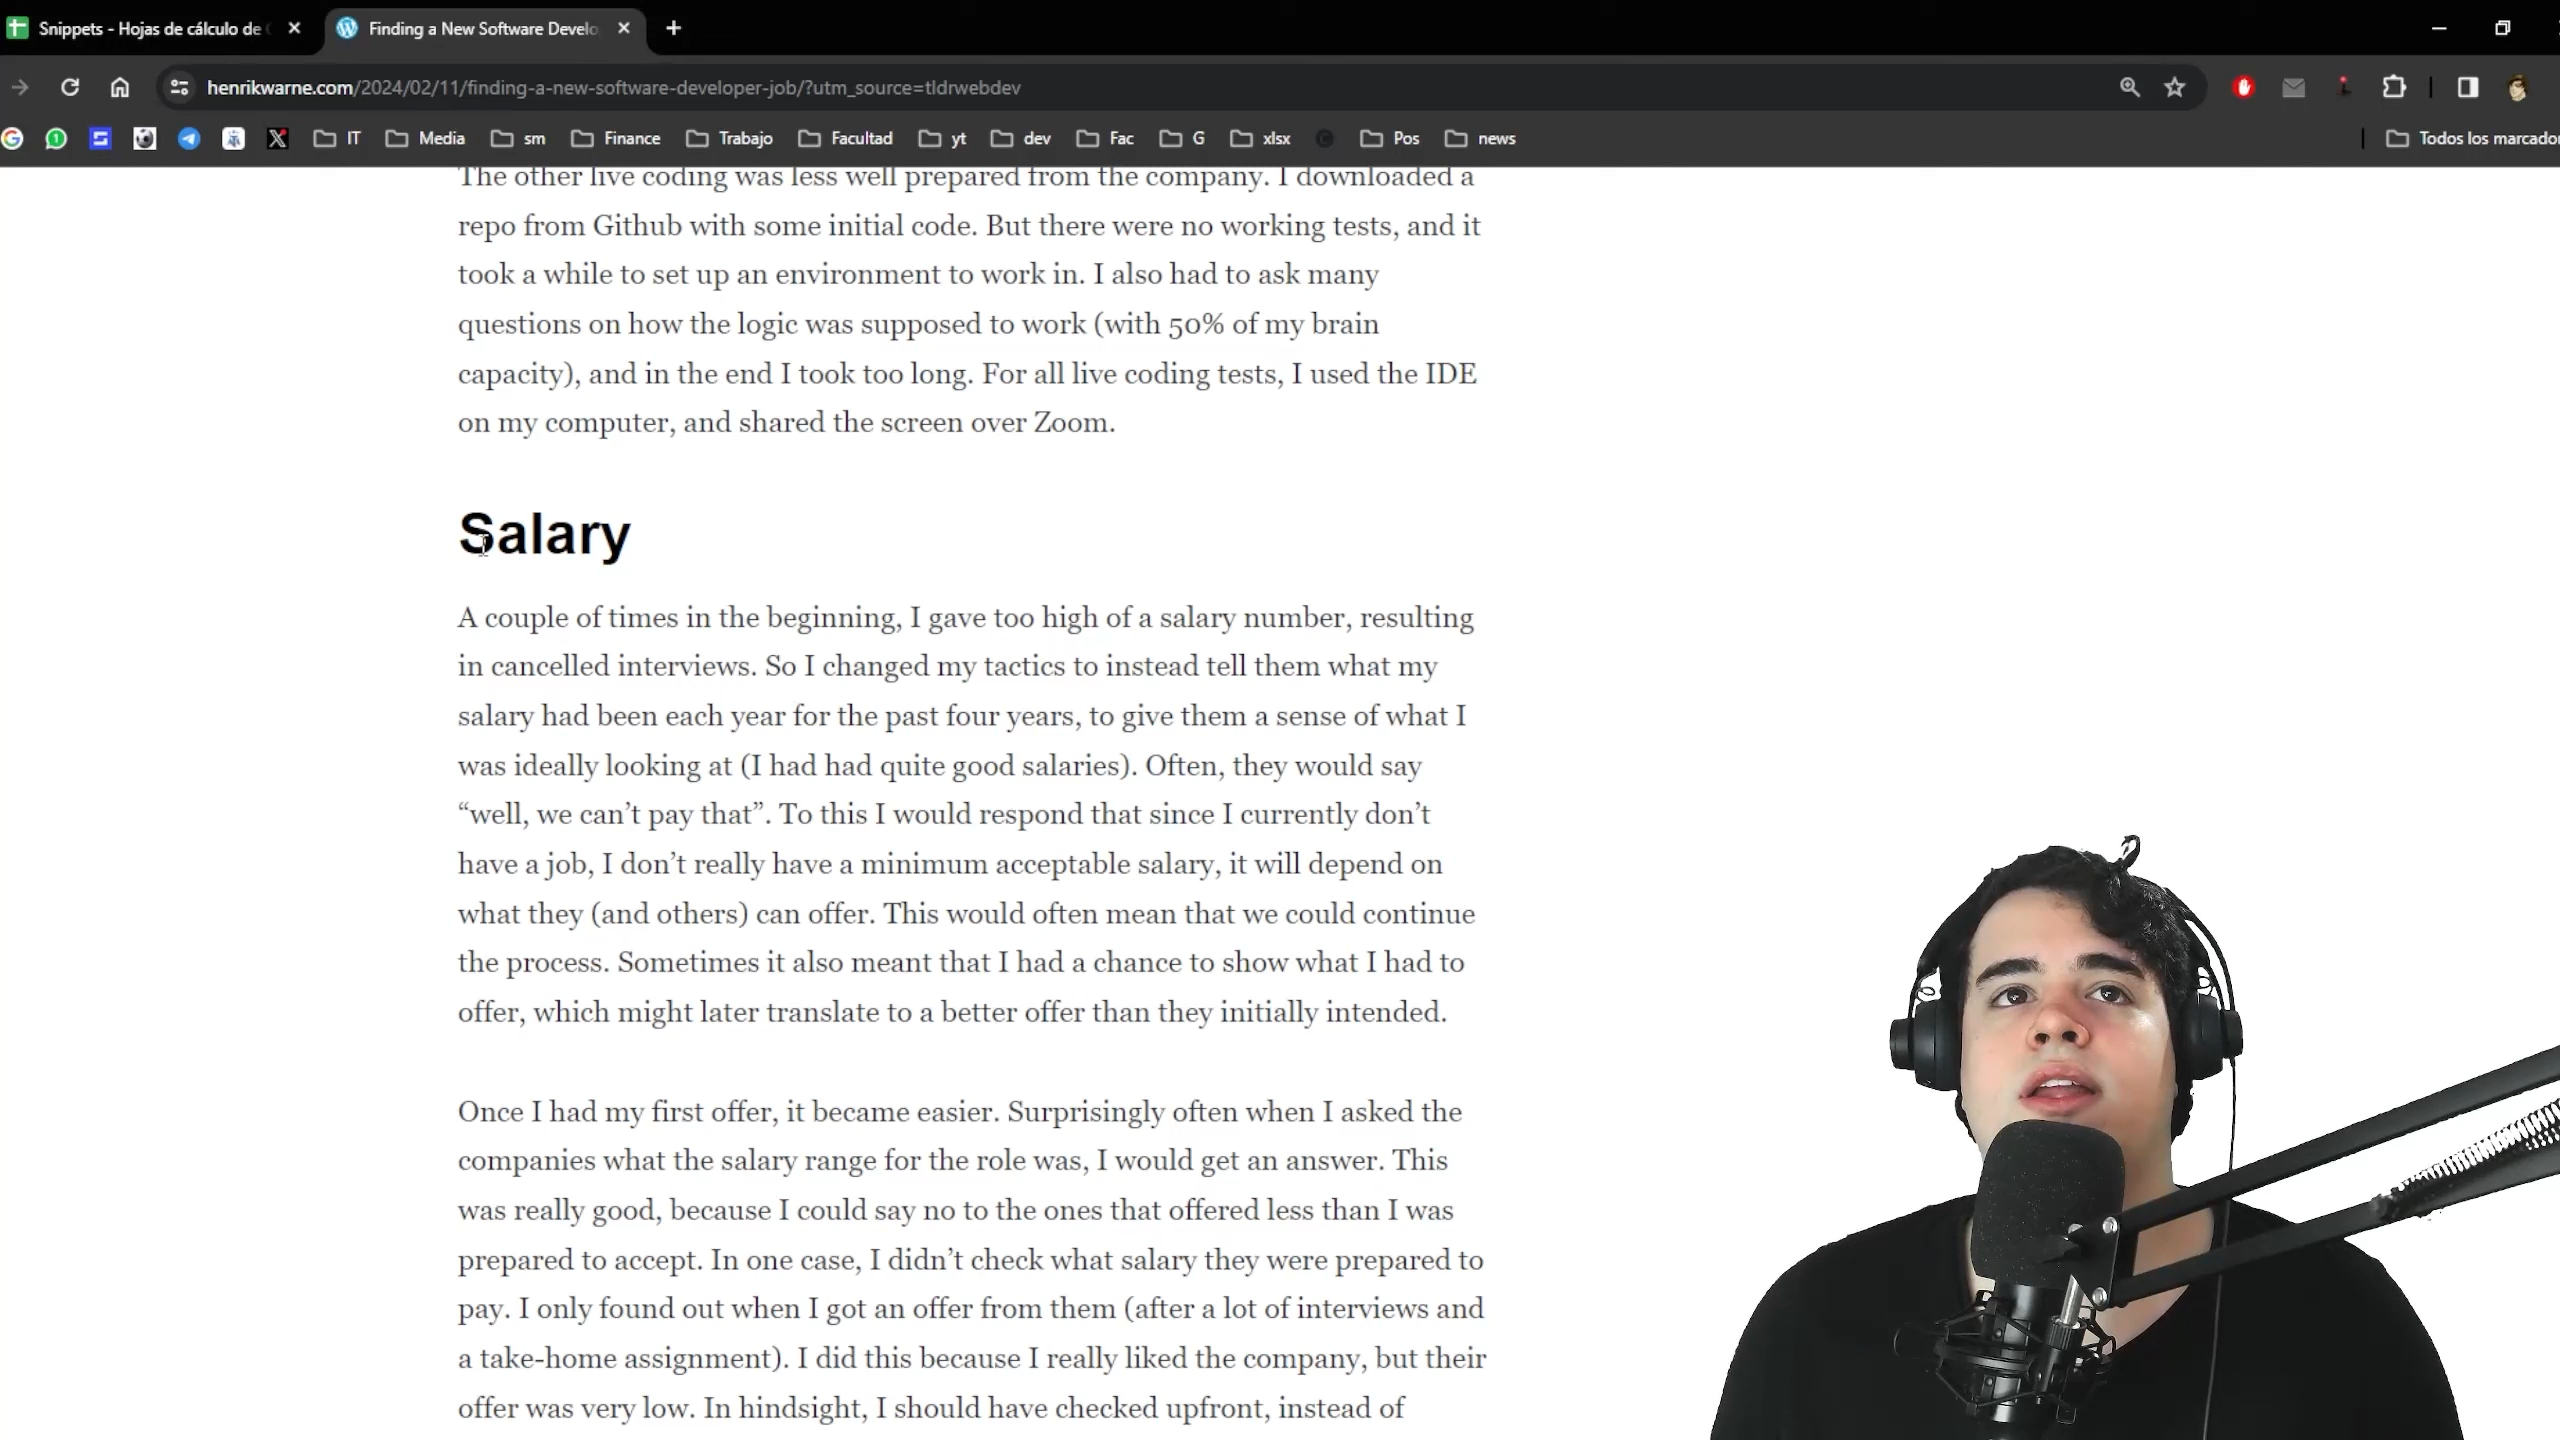 Snippets - Hojas de cálculo de
Finding a New Software Develo
henrikwarne.com/2024/02/11/finding-a-new-software-developer-job/?utm_source=tldrwebdev
IT Media sm Finance Trabajo Facultad yt dev Fac G xlsx Pos news Todos los marcador
The other live coding was less well prepared from the company. I downloaded a
repo from Github with some initial code. But there were no working tests, and it
took a while to set up an environment to work in. I also had to ask many
questions on how the logic was supposed to work (with 50% of my brain
capacity), and in the end I took too long. For all live coding tests, I used the IDE
on my computer, and shared the screen over Zoom.
Salary
A couple of times in the beginning, I gave too high of a salary number, resulting
in cancelled interviews. So I changed my tactics to instead tell them what my
salary had been each year for the past four years, to give them a sense of what I
was ideally looking at (I had had quite good salaries). Often, they would say
“well, we can’t pay that”. To this I would respond that since I currently don’t
have a job, I don’t really have a minimum acceptable salary, it will depend on
what they (and others) can offer. This would often mean that we could continue
the process. Sometimes it also meant that I had a chance to show what I had to
offer, which might later translate to a better offer than they initially intended.
Once I had my first offer, it became easier. Surprisingly often when I asked the
companies what the salary range for the role was, I would get an answer. This
was really good, because I could say no to the ones that offered less than I was
prepared to accept. In one case, I didn’t check what salary they were prepared to
pay. I only found out when I got an offer from them (after a lot of interviews and
a take-home assignment). I did this because I really liked the company, but their
offer was very low. In hindsight, I should have checked upfront, instead of